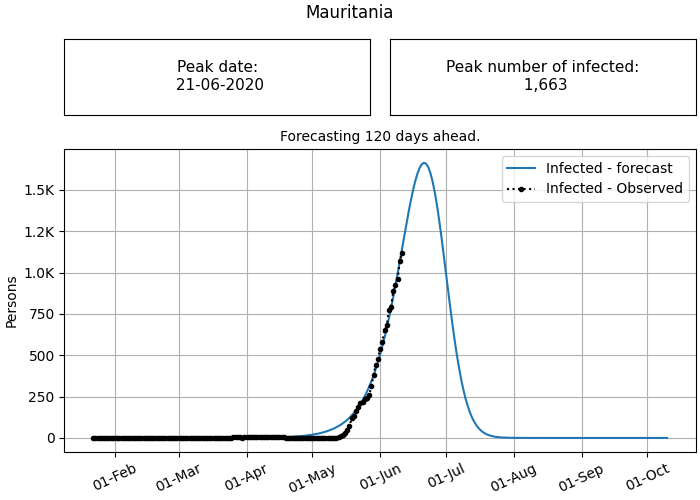 Mauritania
Peak date:
21-06-2020
Peak number of infected:
1,663
Forecasting 120 days ahead.
Infected - forecast
Infected - Observed
1.5K
1.2K
1.0K
750
500
250
0
Persons
01-Feb
01-Mar
01-Apr
01-May
01-Jun
01-Jul
01-Aug
01-Sep
01-Oct